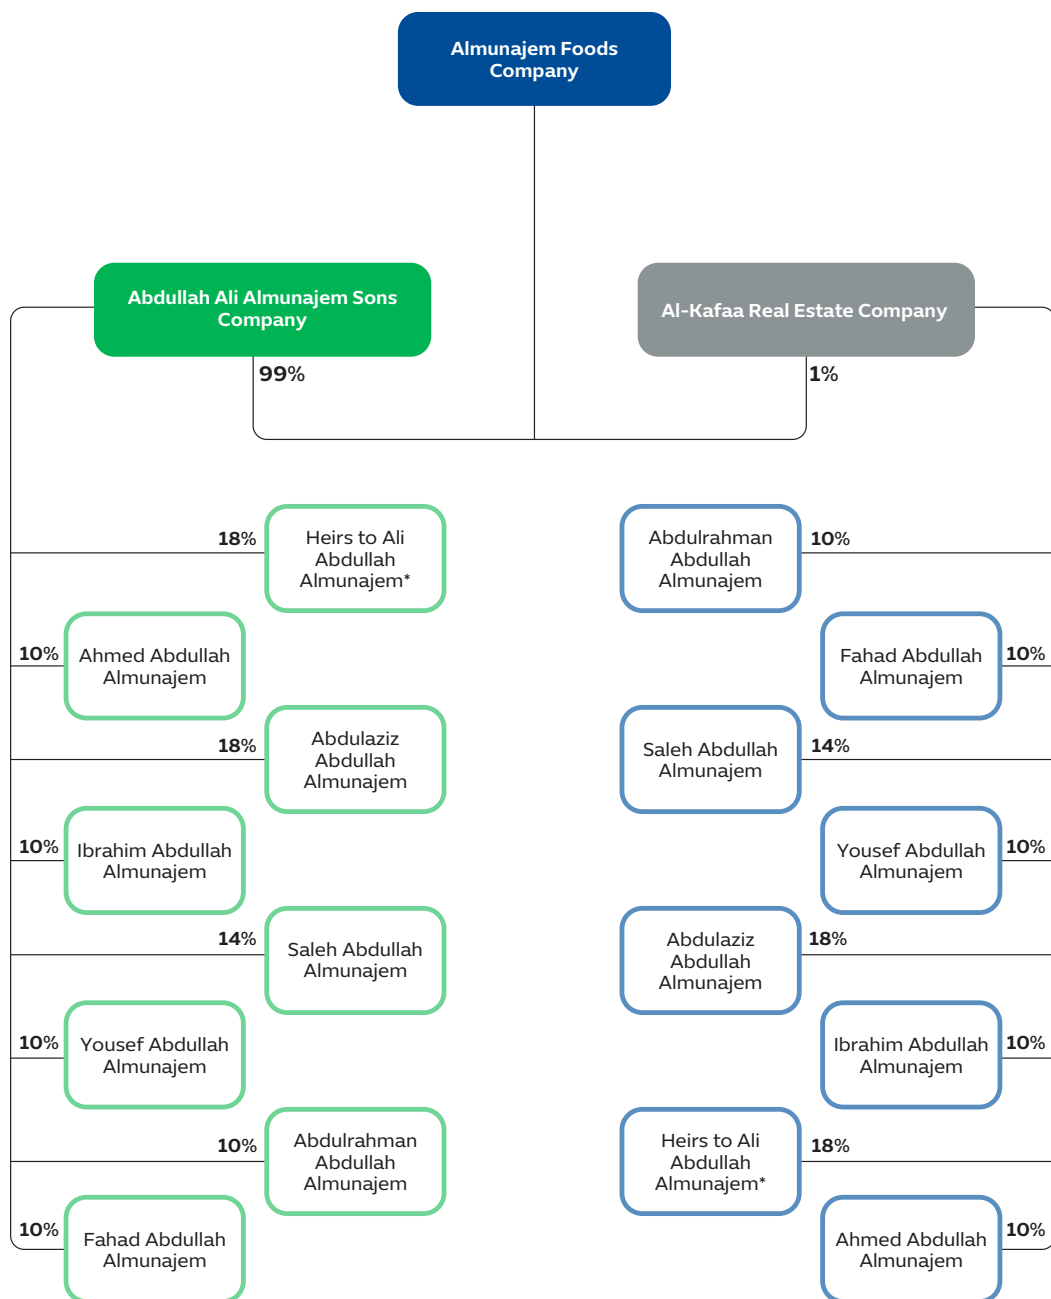 Almunajem Foods
Company
Abdullah Ali Almunajem Sons
Company
Al-Kafaa Real Estate Company
99%
1%
18%
Heirs to Ali
Abdullah
Almunajem*
Abdulrahman
Abdullah
Almunajem
10%
10%
Ahmed Abdullah
Almunajem
Fahad Abdullah
Almunajem
10%
18%
Abdulaziz
Abdullah
Almunajem
Saleh Abdullah
Almunajem
14%
10%
Ibrahim Abdullah
Almunajem
Yousef Abdullah
Almunajem
10%
14%
Saleh Abdullah
Almunajem
Abdulaziz
Abdullah
Almunajem
18%
10%
Yousef Abdullah
Almunajem
Ibrahim Abdullah
Almunajem
10%
10%
Abdulrahman
Abdullah
Almunajem
Heirs to Ali
Abdullah
Almunajem*
18%
10%
Fahad Abdullah
Almunajem
Ahmed Abdullah
Almunajem
10%